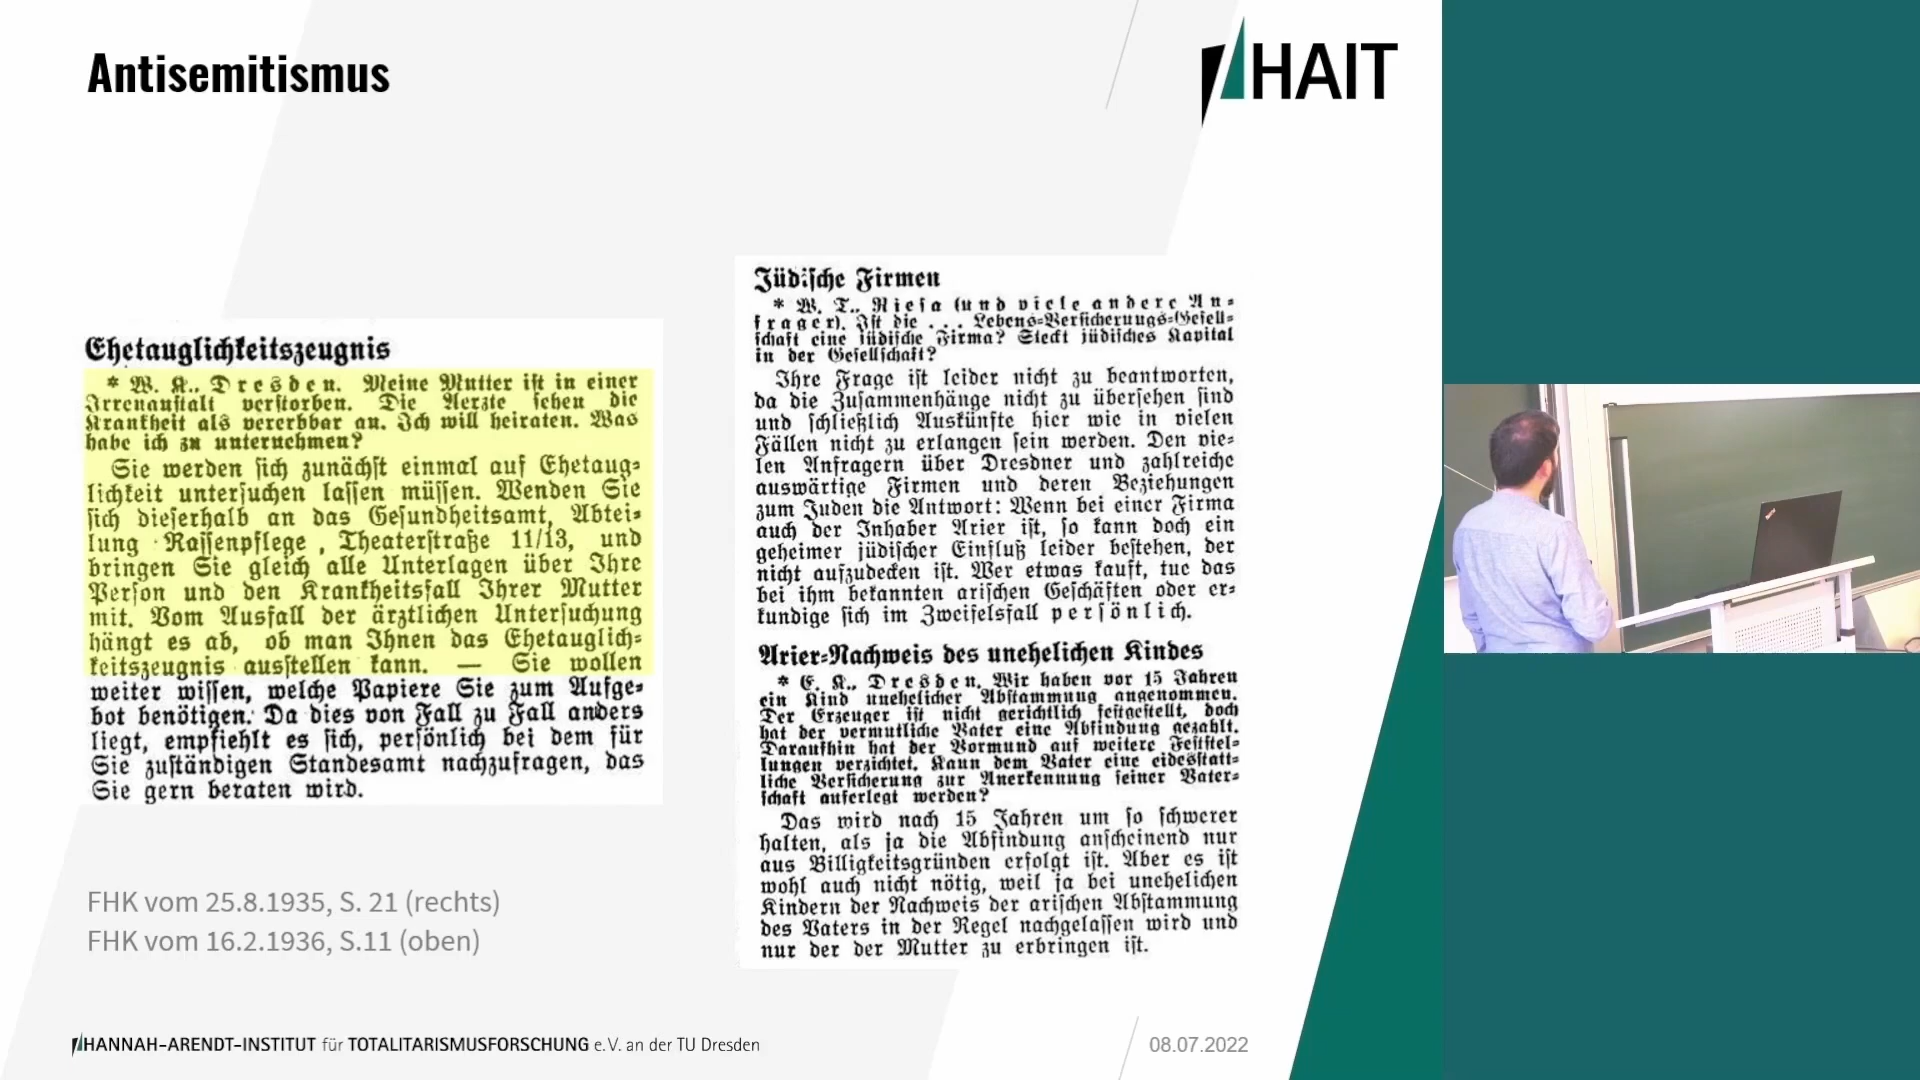 Antisemitismus
HAIT
Ehetauglichkeitszeugnis
* W. K., Dresden. Meine Mutter ist in einer
Irrenanstalt verstorben. Die Aerzte sehen die
Krankheit als vererbbar an. Ich will heiraten. Was
habe ich zu unternehmen?
Sie werden sich zunächst einmal auf Ehetaug-
lichkeit untersuchen lassen müssen. Wenden Sie
sich dieserhalb an das Gesundheitsamt, Abtei-
lung Rassenpflege, Theaterstraße 11/13, und
bringen Sie gleich alle Unterlagen über Ihre
Person und den Krankheitsfall Ihrer Mutter
mit. Vom Ausfall der ärztlichen Untersuchung
hängt es ab, ob man Ihnen das Ehetauglich-
keitszeugnis ausstellen kann. — Sie wollen
weiter wissen, welche Papiere Sie zum Aufge-
bot benötigen. Da dies von Fall zu Fall anders
liegt, empfiehlt es sich, persönlich bei dem für
Sie zuständigen Standesamt nachzufragen, das
Sie gern beraten wird.
Jüdische Firmen
* W. T., Riesa (und viele andere An-
frager). Ist die . . . Lebens-Versicherungs-Gesell-
schaft eine jüdische Firma? Steckt jüdisches Kapital
in der Gesellschaft?
Ihre Frage ist leider nicht zu beantworten,
da die Zusammenhänge nicht zu übersehen sind
und schließlich Auskünfte hier wie in vielen
Fällen nicht zu erlangen sein werden. Den vie-
len Anfragern über Dresdner und zahlreiche
auswärtige Firmen und deren Beziehungen
zum Juden die Antwort: Wenn bei einer Firma
auch der Inhaber Arier ist, so kann doch ein
geheimer jüdischer Einfluß leider bestehen, der
nicht aufzudecken ist. Wer etwas kauft, tue das
bei ihm bekannten arischen Geschäften oder er-
kundige sich im Zweifelsfall persönlich.
Arier-Nachweis des unehelichen Kindes
* E. K., Dresden. Wir haben vor 15 Jahren
ein Kind unehelicher Abstammung angenommen.
Der Erzeuger ist nicht gerichtlich festgestellt, doch
hat der vermutliche Vater eine Abfindung gezahlt.
Daraufhin hat der Vormund auf weitere Feststel-
lungen verzichtet. Kann dem Vater eine eidesstatt-
liche Versicherung zur Anerkennung seiner Vater-
schaft auferlegt werden?
Das wird nach 15 Jahren um so schwerer
halten, als ja die Abfindung anscheinend nur
aus Billigkeitsgründen erfolgt ist. Aber es ist
wohl auch nicht nötig, weil ja bei unehelichen
Kindern der Nachweis der arischen Abstammung
des Vaters in der Regel nachgelassen wird und
nur der der Mutter zu erbringen ist.
FHK vom 25.8.1935, S. 21 (rechts)
FHK vom 16.2.1936, S.11 (oben)
HANNAH-ARENDT-INSTITUT für TOTALITARISMUSFORSCHUNG e.V. an der TU Dresden
08.07.2022